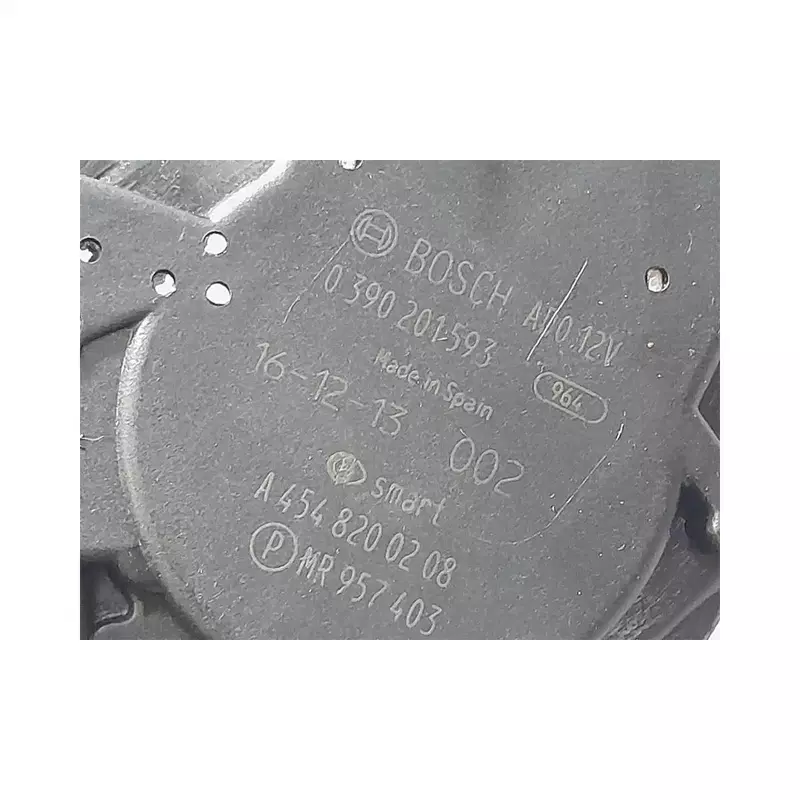 BOSCH AHO 12V
0 390 201 593
Made in Spain 964
16-12-13 002
smart
A 454 820 02 08
P MR 957 403